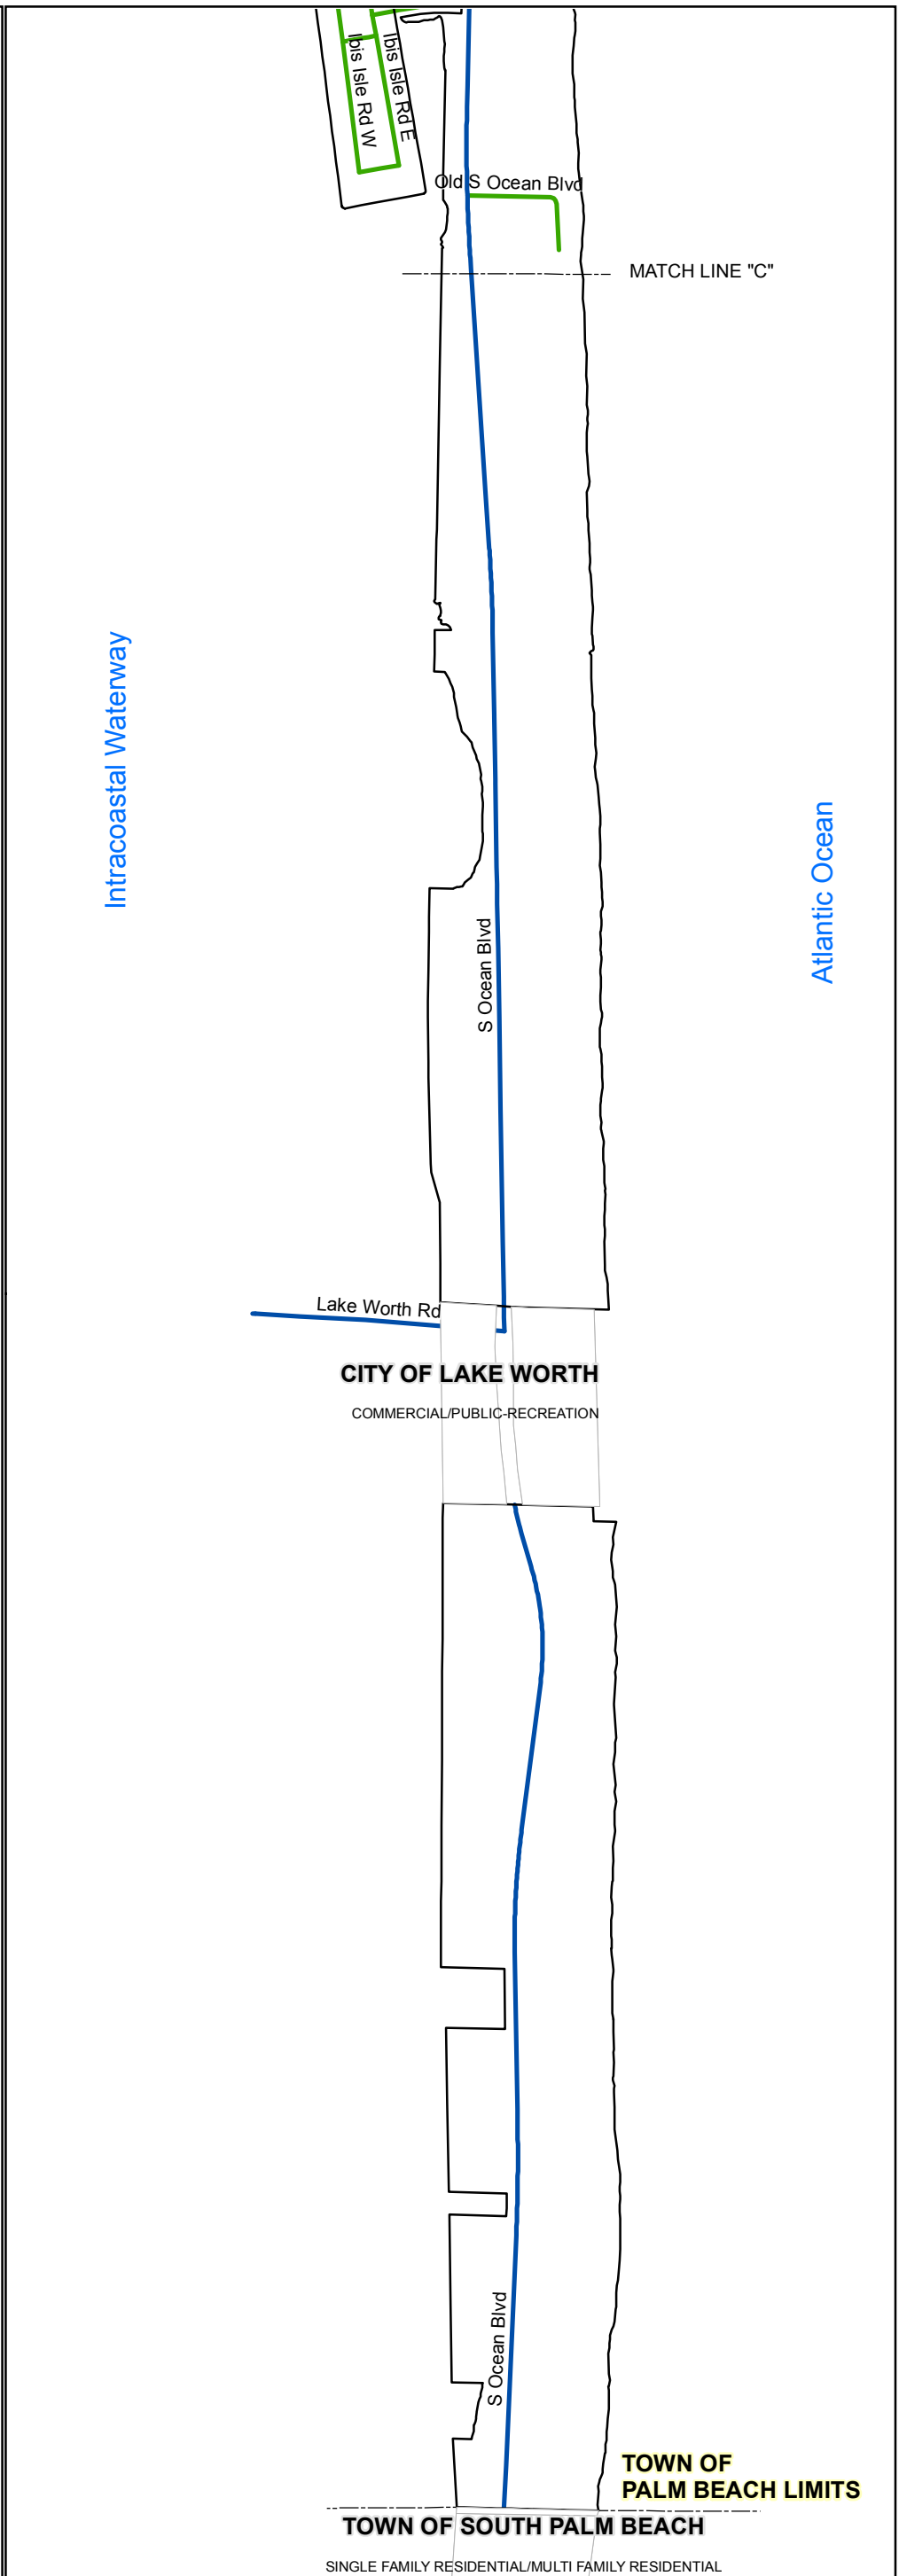 Ibis Isle Rd W
Ibis Isle Rd E
Old S Ocean Blvd
MATCH LINE "C"
Intracoastal Waterway
Atlantic Ocean
S Ocean Blvd
Lake Worth Rd
CITY OF LAKE WORTH
COMMERCIAL/PUBLIC-RECREATION
S Ocean Blvd
TOWN OF
PALM BEACH LIMITS
TOWN OF SOUTH PALM BEACH
SINGLE FAMILY RESIDENTIAL/MULTI FAMILY RESIDENTIAL